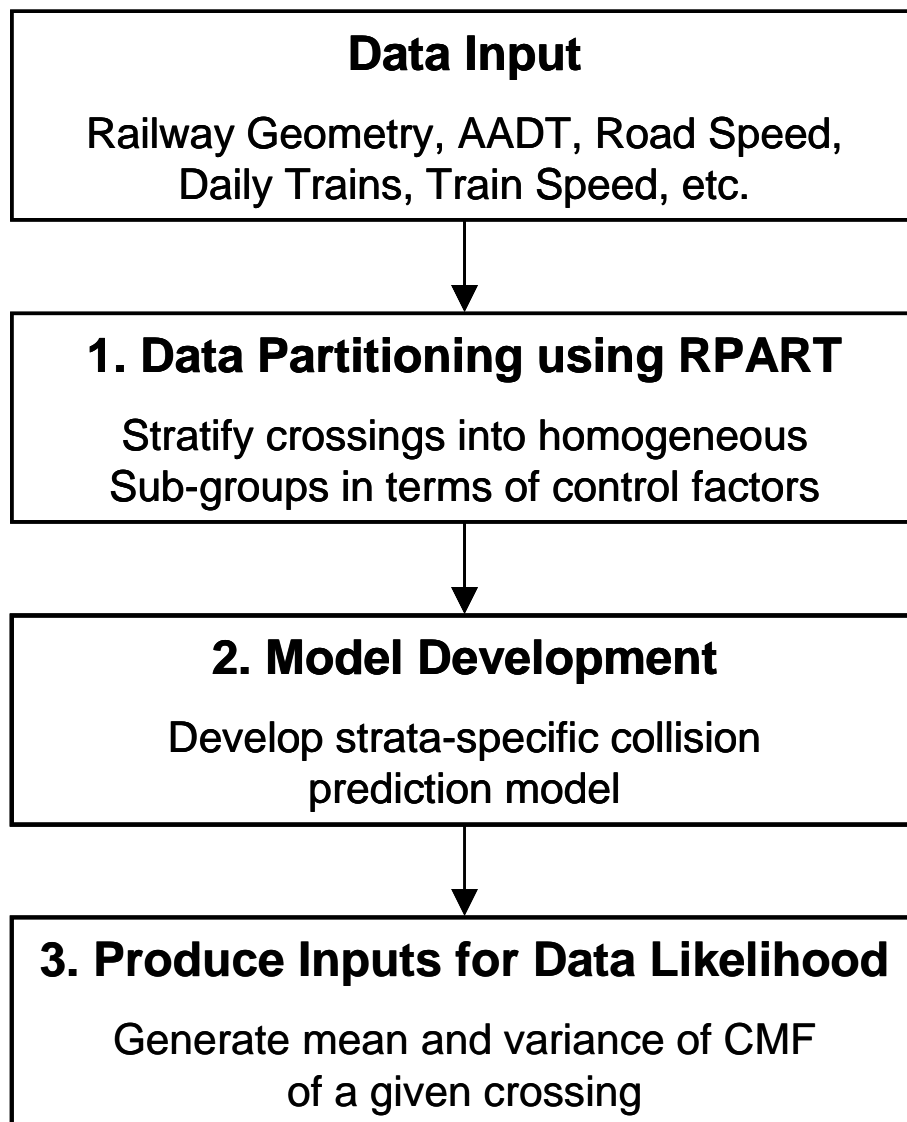 Data Input
Railway Geometry, AADT, Road Speed,
Daily Trains, Train Speed, etc.
1. Data Partitioning using RPART
Stratify crossings into homogeneous
Sub-groups in terms of control factors
2. Model Development
Develop strata-specific collision
prediction model
3. Produce Inputs for Data Likelihood
Generate mean and variance of CMF
of a given crossing